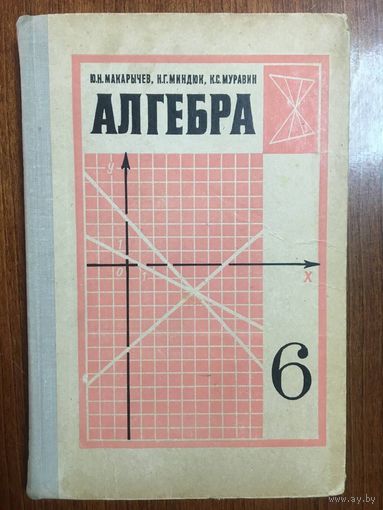 Ю.Н. МАКАРЫЧЕВ, Н.Г. МИНДЮК, К.С. МУРАВИН
АЛГЕБРА
y
1
0
1
x
6
www.ay.by